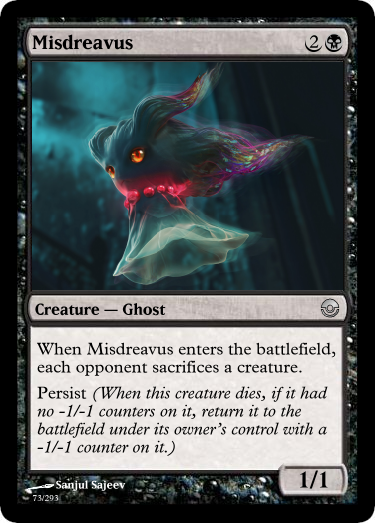 Misdreavus 2
Creature — Ghost
When Misdreavus enters the battlefield,
each opponent sacrifices a creature.
Persist (When this creature dies, if it had
no -1/-1 counters on it, return it to the
battlefield under its owner's control with a
-1/-1 counter on it.)
1/1
Sanjul Sajeev
73/293